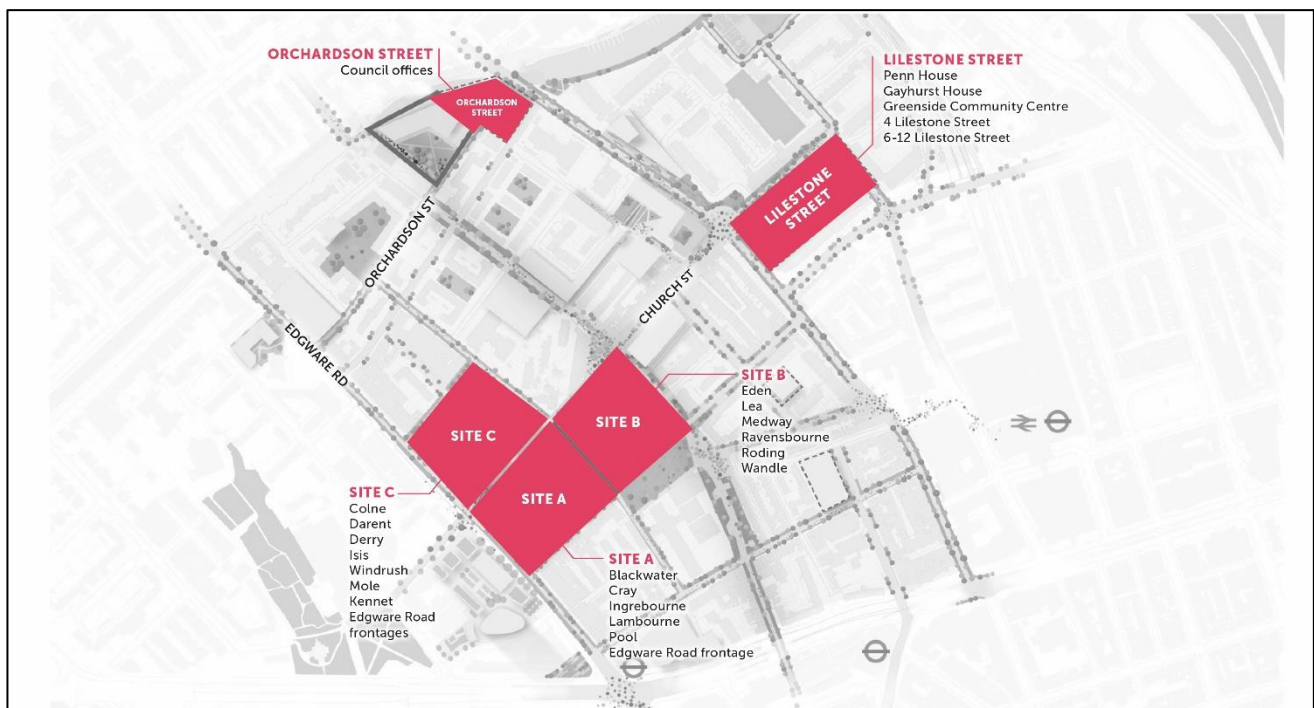 ORCHARDSON STREET
Council offices
ORCHARDSON
STREET
LILESTONE STREET
Penn House
Gayhurst House
Greenside Community Centre
4 Lilestone Street
6-12 Lilestone Street
LILESTONE
STREET
ORCHARDSON ST
CHURCH ST
EDGWARE RD
SITE C
SITE B
SITE A
SITE B
Eden
Lea
Medway
Ravensbourne
Roding
Wandle
SITE C
Colne
Darent
Derry
Isis
Windrush
Mole
Kennet
Edgware Road
frontages
SITE A
Blackwater
Cray
Ingrebourne
Lambourne
Pool
Edgware Road frontage